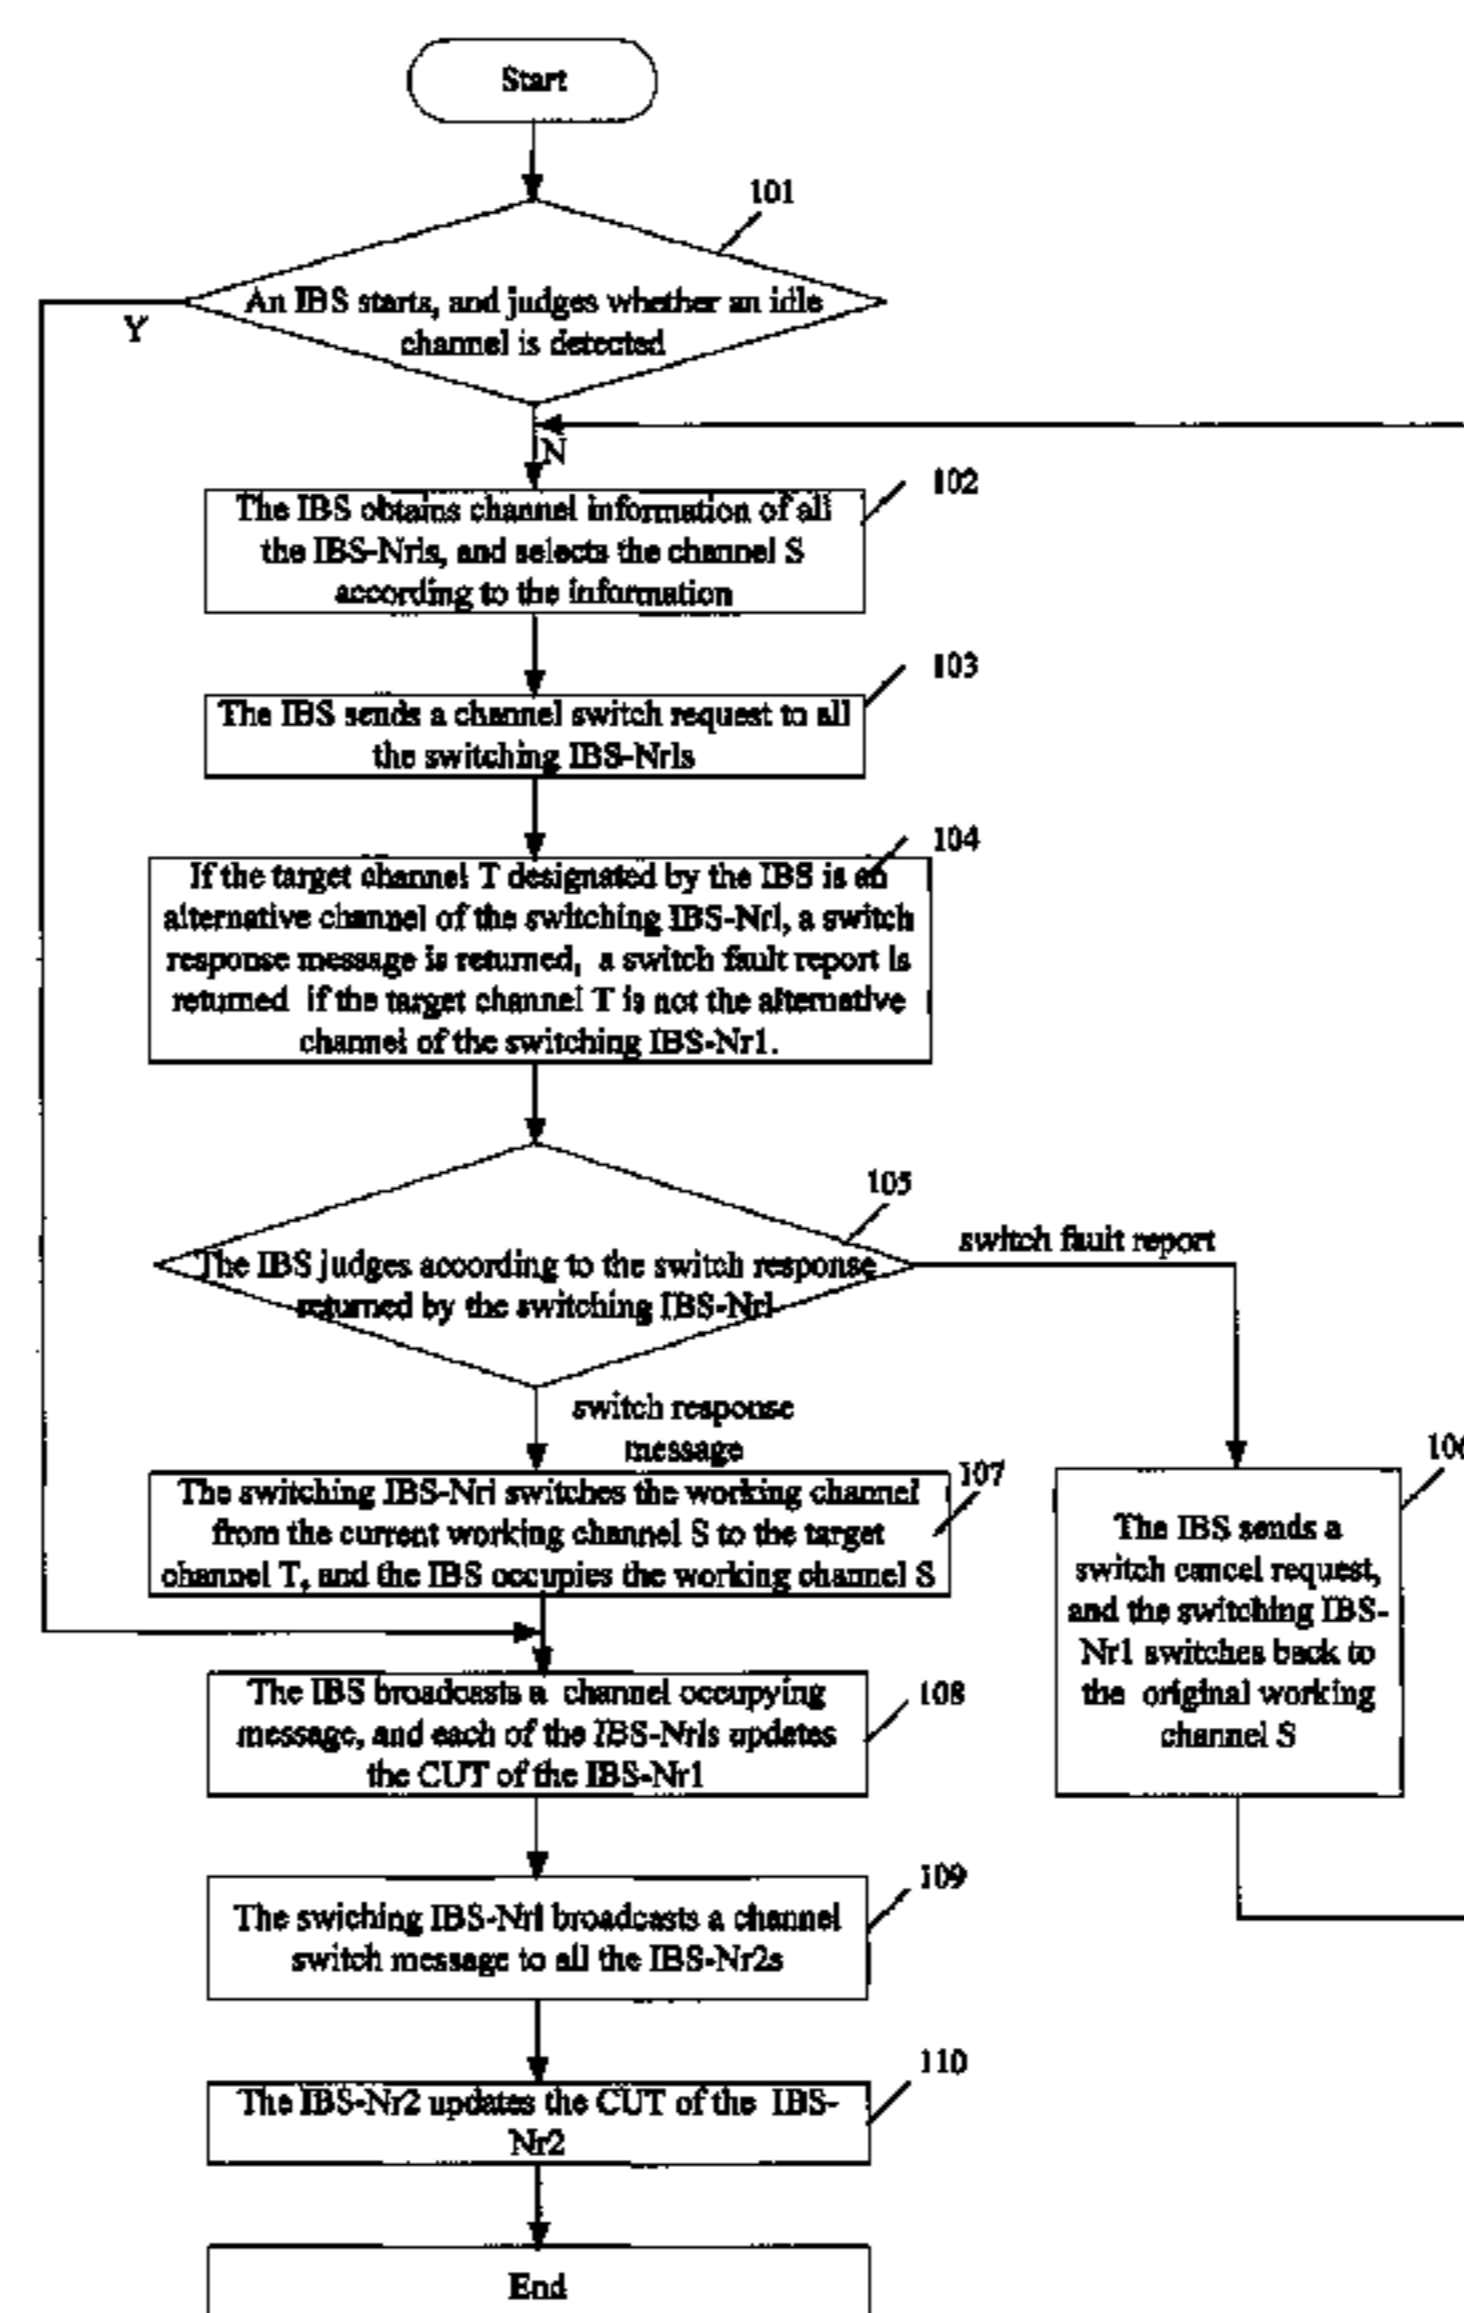 Start
101
An IBS starts, and judges whether an idle
channel is detected
Y
N
102
The IBS obtains channel information of all
the IBS-Nrls, and selects the channel S
according to the information
103
The IBS sends a channel switch request to all
the switching IBS-Nrls
104
If the target channel T designated by the IBS is an
alternative channel of the switching IBS-Nrl, a switch
response message is returned, a switch fault report is
returned if the target channel T is not the alternative
channel of the switching IBS-Nr1.
105
The IBS judges according to the switch response
returned by the switching IBS-Nrl
switch fault report
switch response
message
107
The switching IBS-Nrl switches the working channel
from the current working channel S to the target
channel T, and the IBS occupies the working channel S
106
The IBS sends a
switch cancel request,
and the switching IBS-
Nr1 switches back to
the original working
channel S
108
The IBS broadcasts a channel occupying
message, and each of the IBS-Nrls updates
the CUT of the IBS-Nr1
109
The swiching IBS-Nrl broadcasts a channel
switch message to all the IBS-Nr2s
110
The IBS-Nr2 updates the CUT of the IBS-
Nr2
End